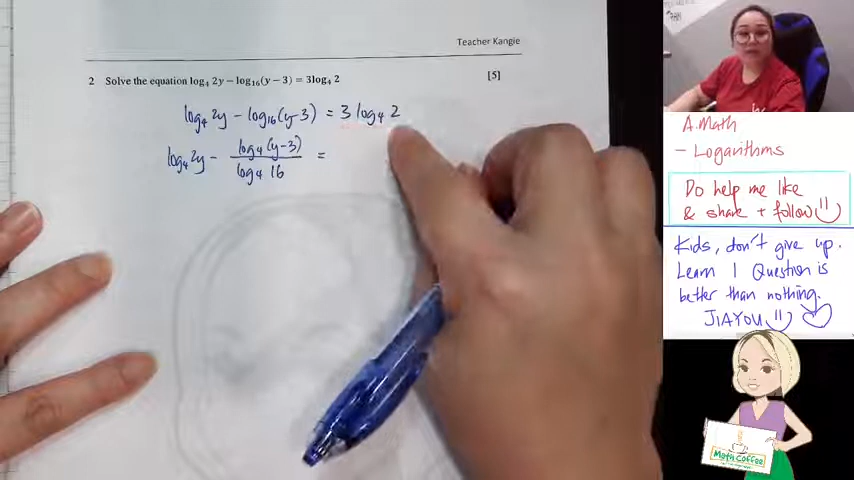 Teacher Kangie
2 Solve the equation log₄ 2y − log₁₆(y − 3) = 3log₄ 2 [5]
log₄ 2y − log₁₆(y-3) = 3 log₄ 2
log₄ 2y − log₄(y-3) / log₄ 16 =
A.Math
- Logarithms
Do help me like
& share + follow
Kids, don't give up.
Learn 1 Question is
better than nothing.
JIAYOU
Math Coffee